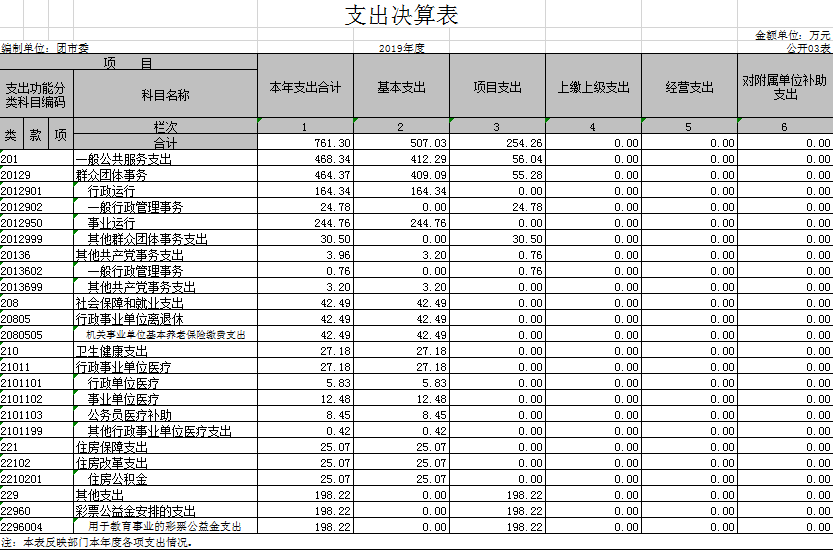 支出决算表
金额单位：万元
编制单位：团市委 2019年度 公开03表
项 目 本年支出合计 基本支出 项目支出 上缴上级支出 经营支出 对附属单位补助支出
支出功能分类科目编码 科目名称
类 款 项 栏次 1 2 3 4 5 6
合计 761.30 507.03 254.26 0.00 0.00 0.00
201 一般公共服务支出 468.34 412.29 56.04 0.00 0.00 0.00
20129 群众团体事务 464.37 409.09 55.28 0.00 0.00 0.00
2012901 行政运行 164.34 164.34 0.00 0.00 0.00 0.00
2012902 一般行政管理事务 24.78 0.00 24.78 0.00 0.00 0.00
2012950 事业运行 244.76 244.76 0.00 0.00 0.00 0.00
2012999 其他群众团体事务支出 30.50 0.00 30.50 0.00 0.00 0.00
20136 其他共产党事务支出 3.96 3.20 0.76 0.00 0.00 0.00
2013602 一般行政管理事务 0.76 0.00 0.76 0.00 0.00 0.00
2013699 其他共产党事务支出 3.20 3.20 0.00 0.00 0.00 0.00
208 社会保障和就业支出 42.49 42.49 0.00 0.00 0.00 0.00
20805 行政事业单位离退休 42.49 42.49 0.00 0.00 0.00 0.00
2080505 机关事业单位基本养老保险缴费支出 42.49 42.49 0.00 0.00 0.00 0.00
210 卫生健康支出 27.18 27.18 0.00 0.00 0.00 0.00
21011 行政事业单位医疗 27.18 27.18 0.00 0.00 0.00 0.00
2101101 行政单位医疗 5.83 5.83 0.00 0.00 0.00 0.00
2101102 事业单位医疗 12.48 12.48 0.00 0.00 0.00 0.00
2101103 公务员医疗补助 8.45 8.45 0.00 0.00 0.00 0.00
2101199 其他行政事业单位医疗支出 0.42 0.42 0.00 0.00 0.00 0.00
221 住房保障支出 25.07 25.07 0.00 0.00 0.00 0.00
22102 住房改革支出 25.07 25.07 0.00 0.00 0.00 0.00
2210201 住房公积金 25.07 25.07 0.00 0.00 0.00 0.00
229 其他支出 198.22 0.00 198.22 0.00 0.00 0.00
22960 彩票公益金安排的支出 198.22 0.00 198.22 0.00 0.00 0.00
2296004 用于教育事业的彩票公益金支出 198.22 0.00 198.22 0.00 0.00 0.00
注：本表反映部门本年度各项支出情况。